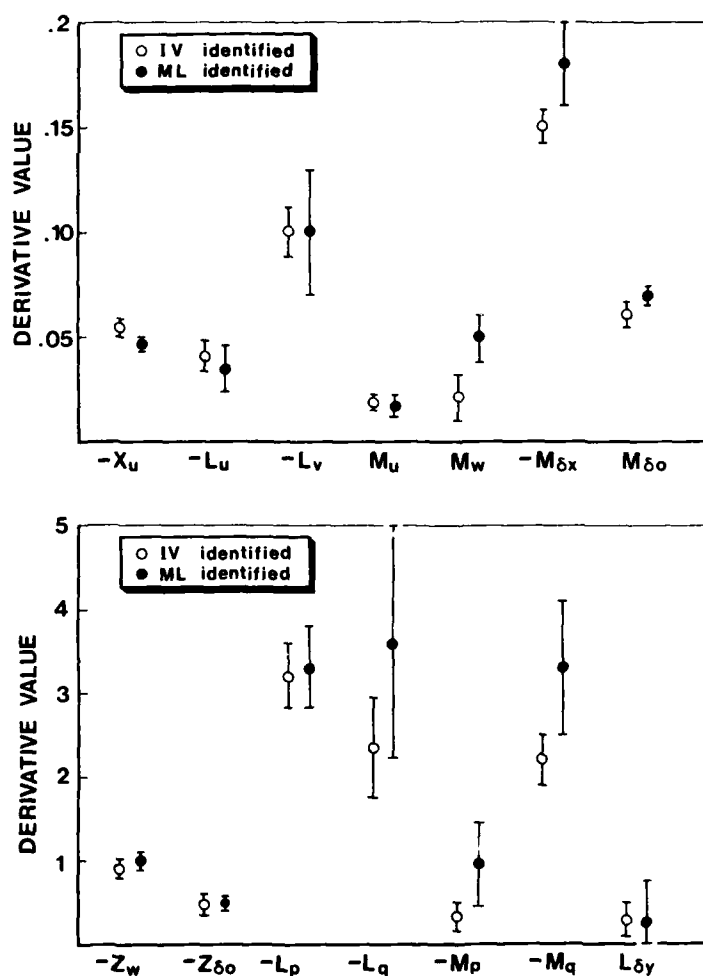 .2
IV identified
ML identified
.15
.10
.05
DERIVATIVE VALUE
-Xu -Lu -Lv Mu Mw -Mδx Mδo
5
IV identified
ML identified
4
3
2
1
DERIVATIVE VALUE
-Zw -Zδo -Lp -Lq -Mp -Mq Lδy